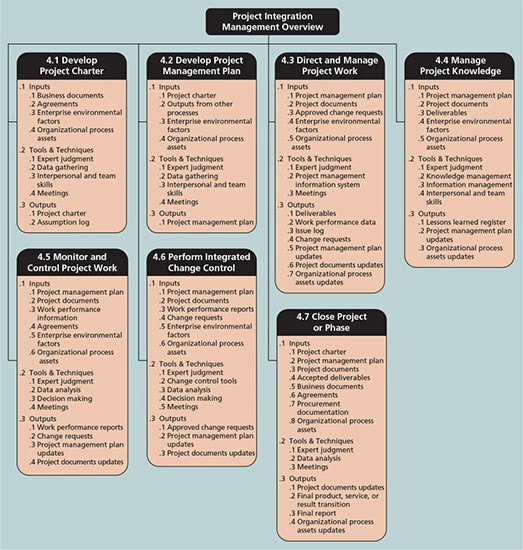 Project Integration
Management Overview
4.1 Develop
Project Charter
.1 Inputs
.1 Business documents
.2 Agreements
.3 Enterprise environmental
factors
.4 Organizational process
assets
.2 Tools & Techniques
.1 Expert judgment
.2 Data gathering
.3 Interpersonal and team
skills
.4 Meetings
.3 Outputs
.1 Project charter
.2 Assumption log
4.2 Develop Project
Management Plan
.1 Inputs
.1 Project charter
.2 Outputs from other
processes
.3 Enterprise environmental
factors
.4 Organizational process
assets
.2 Tools & Techniques
.1 Expert judgment
.2 Data gathering
.3 Interpersonal and team
skills
.4 Meetings
.3 Outputs
.1 Project management plan
4.3 Direct and Manage
Project Work
.1 Inputs
.1 Project management plan
.2 Project documents
.3 Approved change requests
.4 Enterprise environmental
factors
.5 Organizational process
assets
.2 Tools & Techniques
.1 Expert judgment
.2 Project management
information system
.3 Meetings
.3 Outputs
.1 Deliverables
.2 Work performance data
.3 Issue log
.4 Change requests
.5 Project management plan
updates
.6 Project documents updates
.7 Organizational process
assets updates
4.4 Manage
Project Knowledge
.1 Inputs
.1 Project management plan
.2 Project documents
.3 Deliverables
.4 Enterprise environmental
factors
.5 Organizational process
assets
.2 Tools & Techniques
.1 Expert judgment
.2 Knowledge management
.3 Information management
.4 Interpersonal and team
skills
.3 Outputs
.1 Lessons learned register
.2 Project management plan
updates
.3 Organizational process
assets updates
4.5 Monitor and
Control Project Work
.1 Inputs
.1 Project management plan
.2 Project documents
.3 Work performance
information
.4 Agreements
.5 Enterprise environmental
factors
.6 Organizational process
assets
.2 Tools & Techniques
.1 Expert judgment
.2 Data analysis
.3 Decision making
.4 Meetings
.3 Outputs
.1 Work performance reports
.2 Change requests
.3 Project management plan
updates
.4 Project documents updates
4.6 Perform Integrated
Change Control
.1 Inputs
.1 Project management plan
.2 Project documents
.3 Work performance reports
.4 Change requests
.5 Enterprise environmental
factors
.6 Organizational process
assets
.2 Tools & Techniques
.1 Expert judgment
.2 Change control tools
.3 Data analysis
.4 Decision making
.5 Meetings
.3 Outputs
.1 Approved change requests
.2 Project management plan
updates
.3 Project documents updates
4.7 Close Project
or Phase
.1 Inputs
.1 Project charter
.2 Project management plan
.3 Project documents
.4 Accepted deliverables
.5 Business documents
.6 Agreements
.7 Procurement
documentation
.8 Organizational process
assets
.2 Tools & Techniques
.1 Expert judgment
.2 Data analysis
.3 Meetings
.3 Outputs
.1 Project documents updates
.2 Final product, service, or
result transition
.3 Final report
.4 Organizational process
assets updates